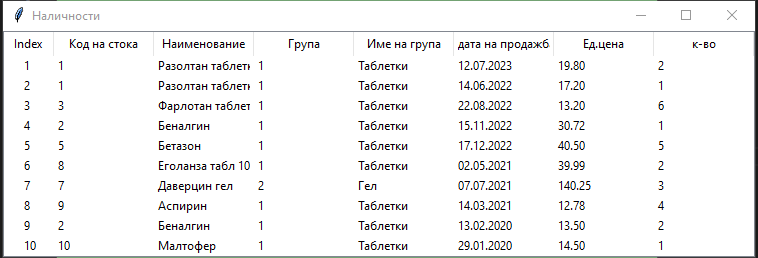 Наличности
Index Код на стока Наименование Група Име на група дата на продажб Ед.цена к-во
1 1 Разолтан таблет 1 Таблетки 12.07.2023 19.80 2
2 1 Разолтан таблет 1 Таблетки 14.06.2022 17.20 1
3 3 Фарлотан таблет 1 Таблетки 22.08.2022 13.20 6
4 2 Беналгин 1 Таблетки 15.11.2022 30.72 1
5 5 Бетазон 1 Таблетки 17.12.2022 40.50 5
6 8 Еголанза табл 10 1 Таблетки 02.05.2021 39.99 2
7 7 Даверцин гел 2 Гел 07.07.2021 140.25 3
8 9 Аспирин 1 Таблетки 14.03.2021 12.78 4
9 2 Беналгин 1 Таблетки 13.02.2020 13.50 2
10 10 Малтофер 1 Таблетки 29.01.2020 14.50 1